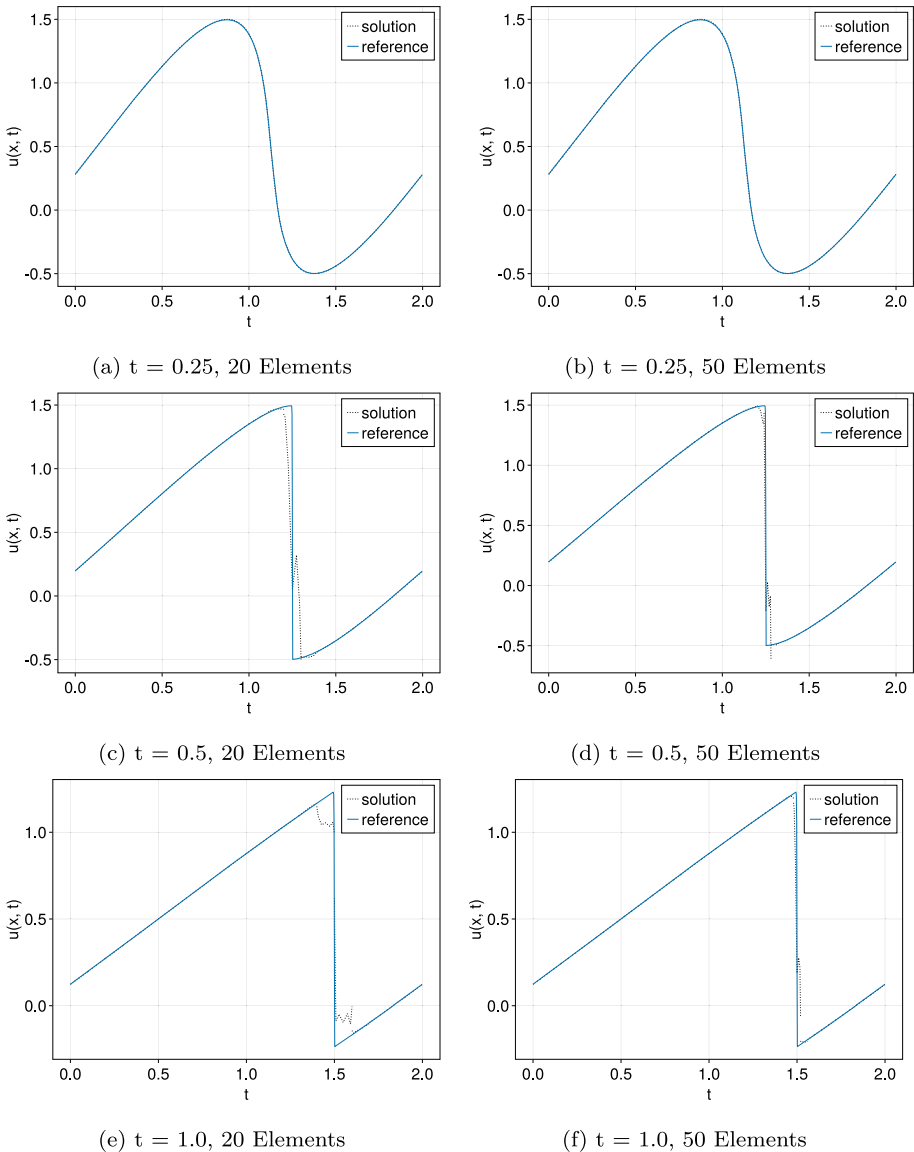 1.5
1.0
0.5
0.0
-0.5
u(x, t)
solution
reference
0.0 0.5 1.0 1.5 2.0
t
(a) t = 0.25, 20 Elements
1.5
1.0
0.5
0.0
-0.5
u(x, t)
solution
reference
0.0 0.5 1.0 1.5 2.0
t
(b) t = 0.25, 50 Elements
1.5
1.0
0.5
0.0
-0.5
u(x, t)
solution
reference
0.0 0.5 1.0 1.5 2.0
t
(c) t = 0.5, 20 Elements
1.5
1.0
0.5
0.0
-0.5
u(x, t)
solution
reference
0.0 0.5 1.0 1.5 2.0
t
(d) t = 0.5, 50 Elements
1.0
0.5
0.0
u(x, t)
solution
reference
0.0 0.5 1.0 1.5 2.0
t
(e) t = 1.0, 20 Elements
1.0
0.5
0.0
u(x, t)
solution
reference
0.0 0.5 1.0 1.5 2.0
t
(f) t = 1.0, 50 Elements